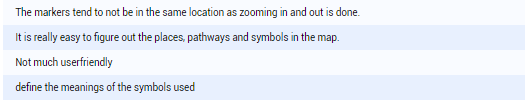 The markers tend to not be in the same location as zooming in and out is done.
It is really easy to figure out the places, pathways and symbols in the map.
Not much userfriendly
define the meanings of the symbols used